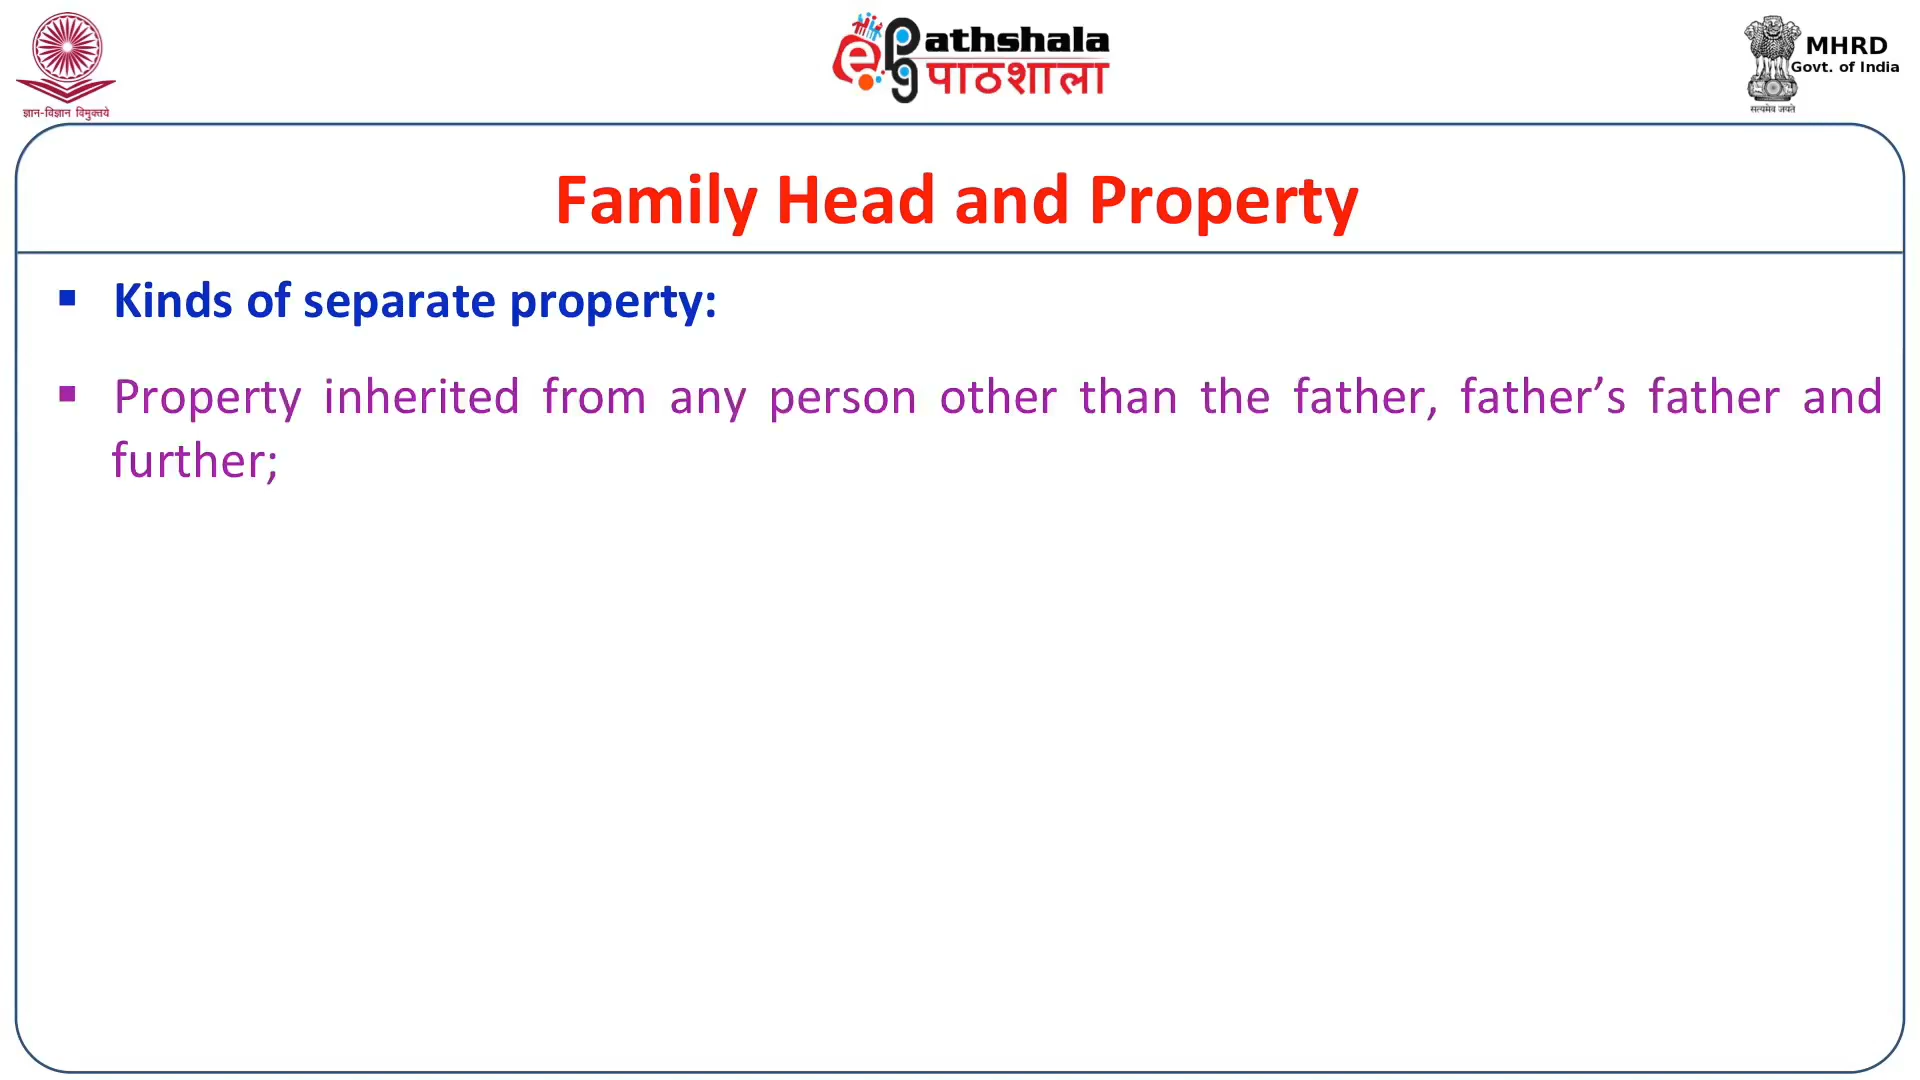 ज्ञान-विज्ञान विमुक्तये
ePathshala
पाठशाला
MHRD
Govt. of India
सत्यमेव जयते
Family Head and Property
▪ Kinds of separate property:
▪ Property inherited from any person other than the father, father’s father and
further;